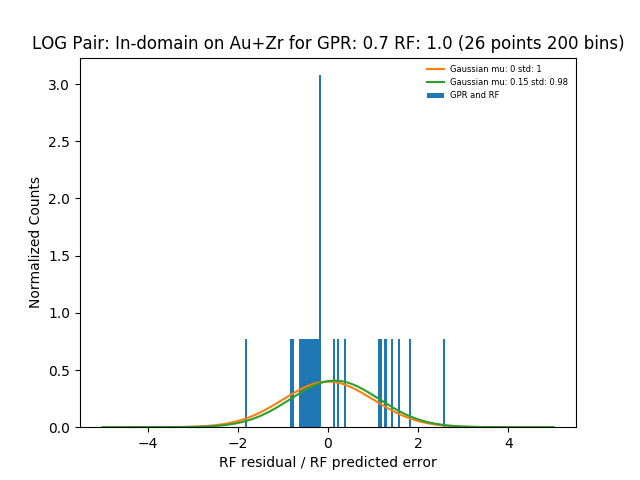 LOG Pair: In-domain on Au+Zr for GPR: 0.7 RF: 1.0 (26 points 200 bins)
Gaussian mu: 0 std: 1
Gaussian mu: 0.15 std: 0.98
GPR and RF
Normalized Counts
3.0
2.5
2.0
1.5
1.0
0.5
0.0
−4 −2 0 2 4
RF residual / RF predicted error